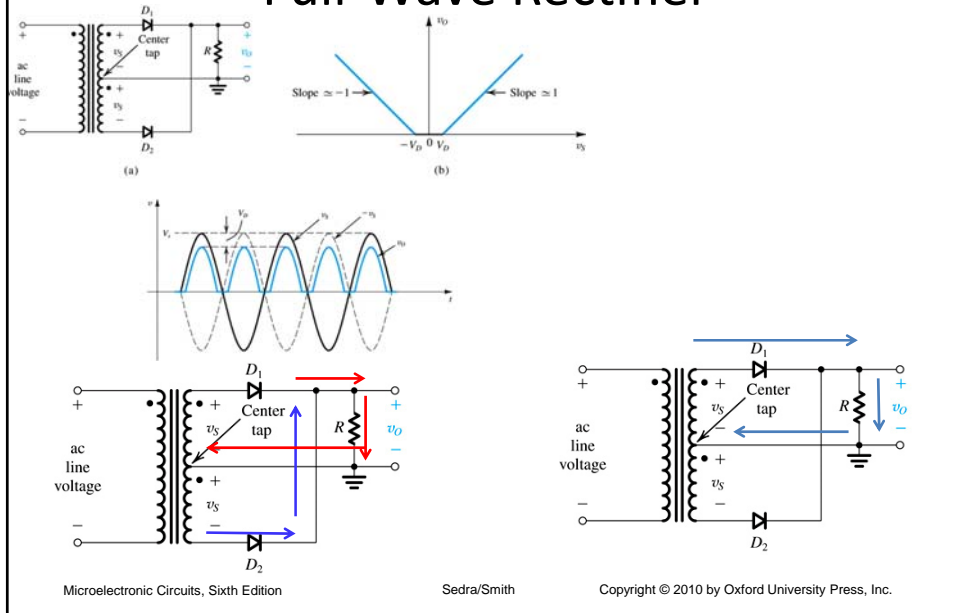 Full-Wave Rectifier
D₁
Center
tap
+
+
vS
−
+
vS
−
R
+
vO
−
ac
line
voltage
−
D₂
(a)
vO
Slope ≃ −1
Slope ≃ 1
−VD 0 VD
vS
(b)
v
VD
vS
−vS
Vs
vO
t
D₁
+
+
Center
tap
vS
R
+
vO
−
ac
line
voltage
+
vS
−
−
D₂
D₁
+
+
Center
tap
vS
−
R
+
vO
−
ac
line
voltage
+
vS
−
−
D₂
Microelectronic Circuits, Sixth Edition
Sedra/Smith
Copyright © 2010 by Oxford University Press, Inc.